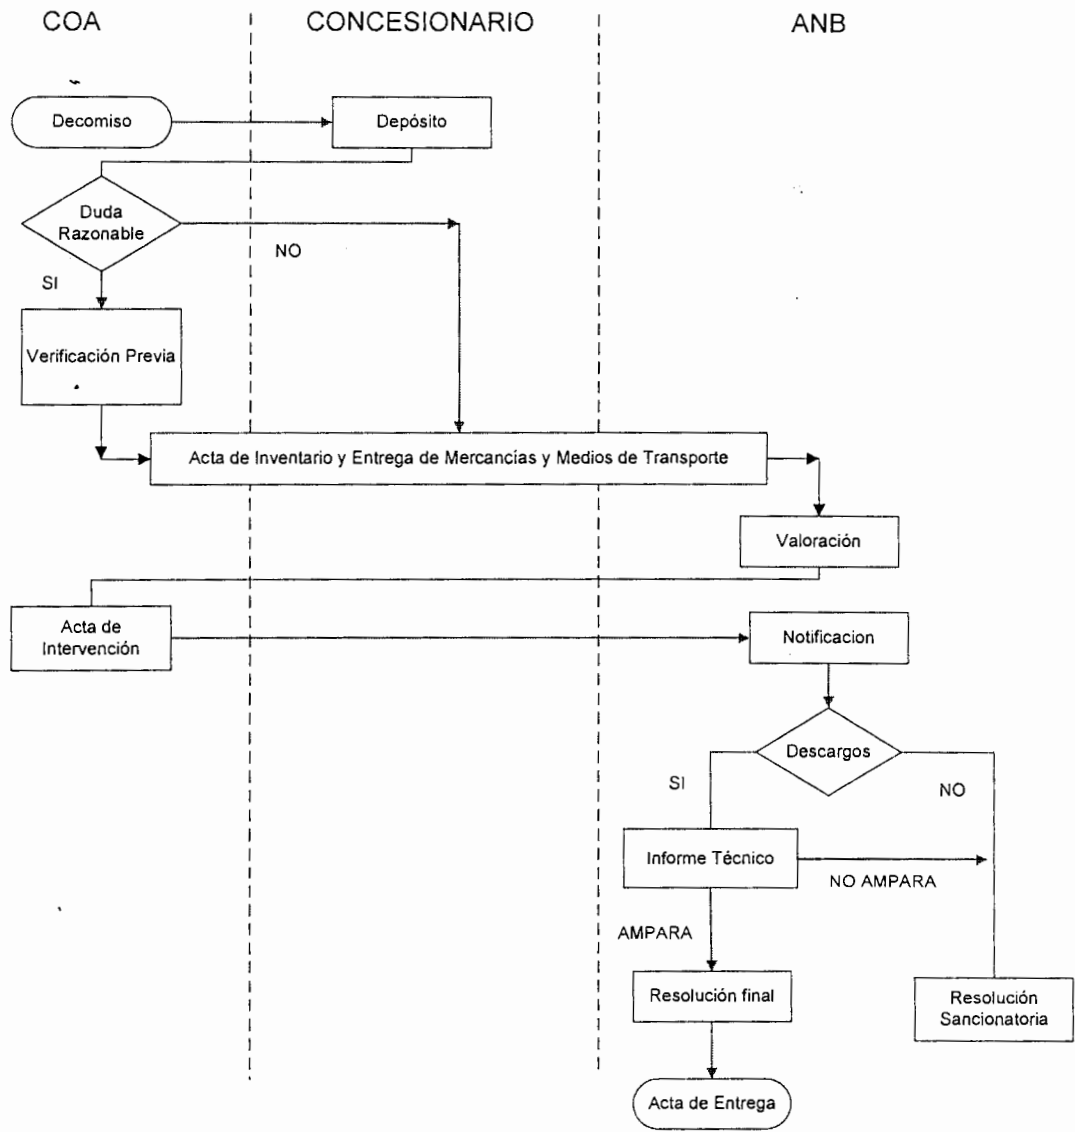 COA
CONCESIONARIO
ANB
Decomiso
Depósito
Duda
Razonable
NO
SI
Verificación Previa
Acta de Inventario y Entrega de Mercancías y Medios de Transporte
Valoración
Acta de
Intervención
Notificacion
Descargos
SI
NO
Informe Técnico
NO AMPARA
AMPARA
Resolución final
Resolución
Sancionatoria
Acta de Entrega